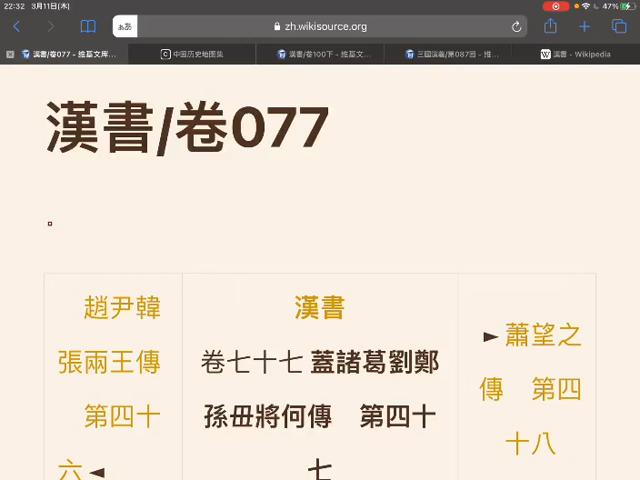 22:32 3月11日(木) 47%
ぁあ zh.wikisource.org
漢書/卷077 - 維基文库... 中国历史地图集 漢書/卷100下 - 維基文... 三國演義/第087回 - 維... 漢書 - Wikipedia
漢書/卷077
。
趙尹韓
張兩王傳
第四十
六◄
漢書
卷七十七 蓋諸葛劉鄭
孫毌將何傳 第四十
七
►蕭望之
傳 第四
十八